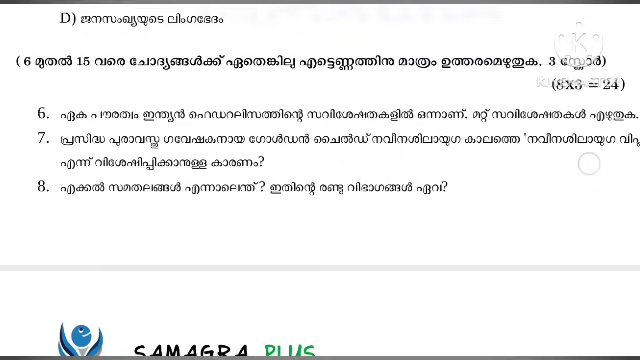 D) ജനസംഖ്യയുടെ ലിംഗഭേദം
( 6 മുതൽ 15 വരെ ചോദ്യങ്ങൾക്ക് ഏതെങ്കിലു എട്ടെണ്ണത്തിനു മാത്രം ഉത്തരമെഴുതുക. 3 സ്കോർ)
(8X3 = 24)
6. ഏക പൗരത്വം ഇന്ത്യൻ ഫെഡറലിസത്തിന്റെ സവിശേഷതകളിൽ ഒന്നാണ്. മറ്റ് സവിശേഷതകൾ എഴുതുക.
7. പ്രസിദ്ധ പുരാവസ്തു ഗവേഷകനായ ഗോൾഡൻ ചൈൽഡ് നവീനശിലായുഗ കാലത്തെ 'നവീനശിലായുഗ
എന്ന് വിശേഷിപ്പിക്കാനുള്ള കാരണം?
8. എക്കൽ സമതലങ്ങൾ എന്നാലെന്ത് ? ഇതിന്റെ രണ്ടു വിഭാഗങ്ങൾ ഏവ?
SAMAGRA PLUS